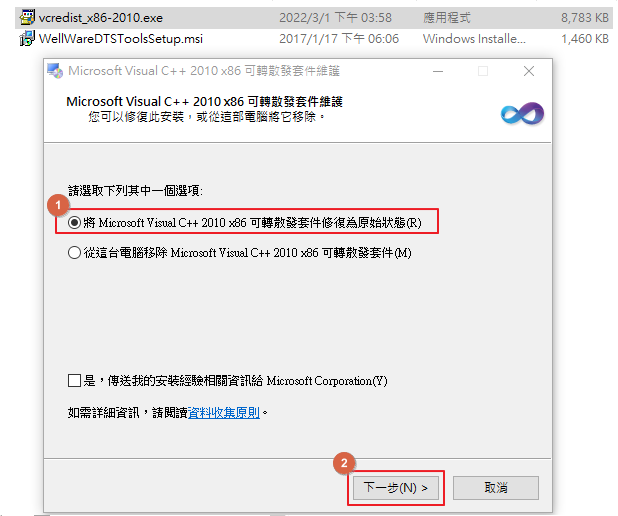 vcredist_x86-2010.exe 2022/3/1 下午 03:58 應用程式 8,783 KB
WellWareDTSToolsSetup.msi 2017/1/17 下午 06:06 Windows Installe... 1,460 KB
Microsoft Visual C++ 2010 x86 可轉散發套件維護
Microsoft Visual C++ 2010 x86 可轉散發套件維護
您可以修復此安裝，或從這部電腦將它移除。
請選取下列其中一個選項:
1
將 Microsoft Visual C++ 2010 x86 可轉散發套件修復為原始狀態(R)
從這台電腦移除 Microsoft Visual C++ 2010 x86 可轉散發套件(M)
是，傳送我的安裝經驗相關資訊給 Microsoft Corporation(Y)
如需詳細資訊，請閱讀資料收集原則。
2
下一步(N) > 取消